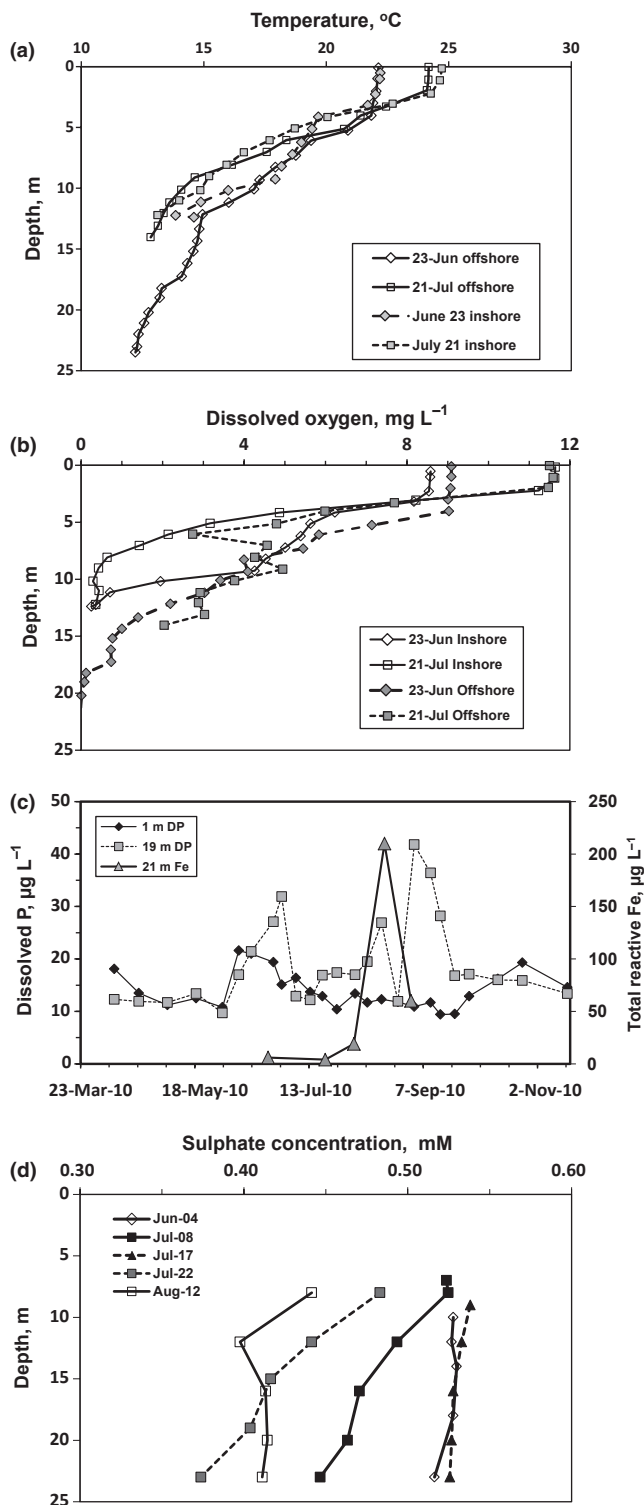 Temperature, °C
(a)
10 15 20 25 30
0
5
10
15
20
25
Depth, m
23-Jun offshore
21-Jul offshore
June 23 inshore
July 21 inshore
(b)
Dissolved oxygen, mg L⁻¹
0 4 8 12
0
5
10
15
20
25
Depth, m
23-Jun Inshore
21-Jul Inshore
23-Jun Offshore
21-Jul Offshore
(c)
50
40
30
20
10
0
Dissolved P, µg L⁻¹
1 m DP
19 m DP
21 m Fe
250
200
150
100
50
0
Total reactive Fe, µg L⁻¹
23-Mar-10 18-May-10 13-Jul-10 7-Sep-10 2-Nov-10
Sulphate concentration, mM
(d)
0.30 0.40 0.50 0.60
0
5
10
15
20
25
Depth, m
Jun-04
Jul-08
Jul-17
Jul-22
Aug-12